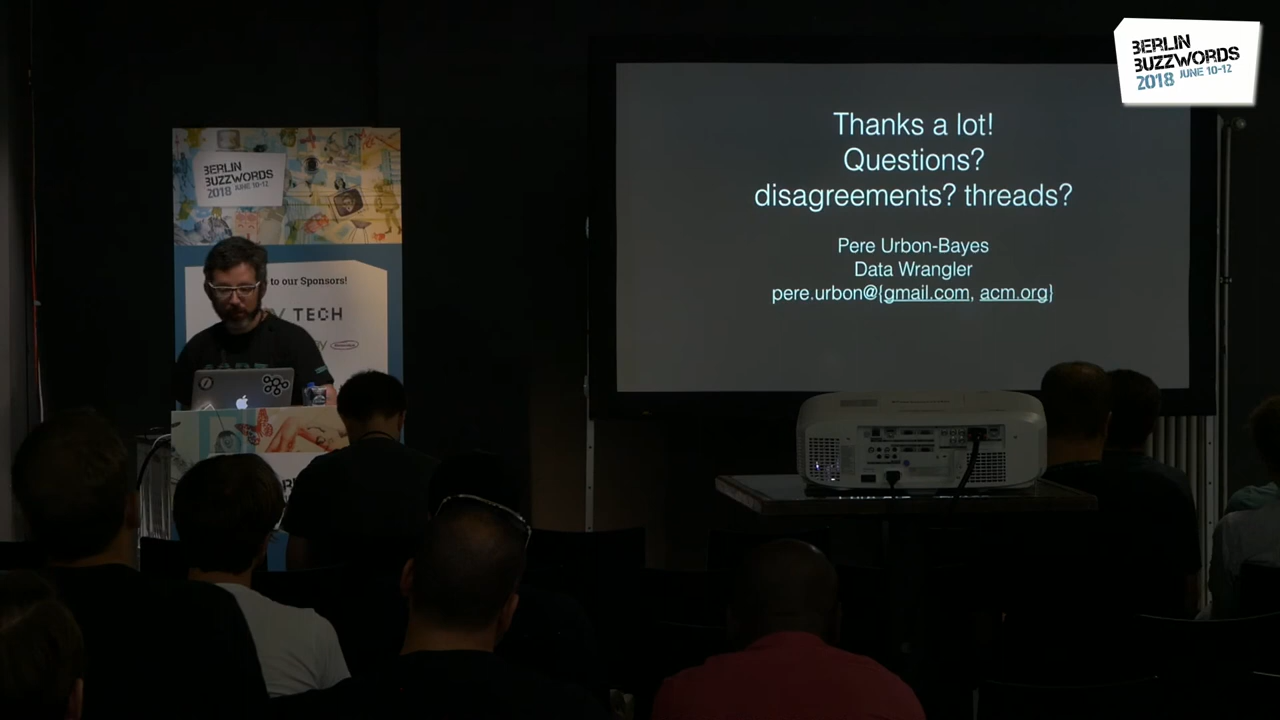 BERLIN
BUZZWORDS
2018 JUNE 10-12
BERLIN
BUZZWORDS
2018 JUNE 10-12
to our Sponsors!
TECH
Thanks a lot!
Questions?
disagreements? threads?
Pere Urbon-Bayes
Data Wrangler
pere.urbon@{gmail.com, acm.org}